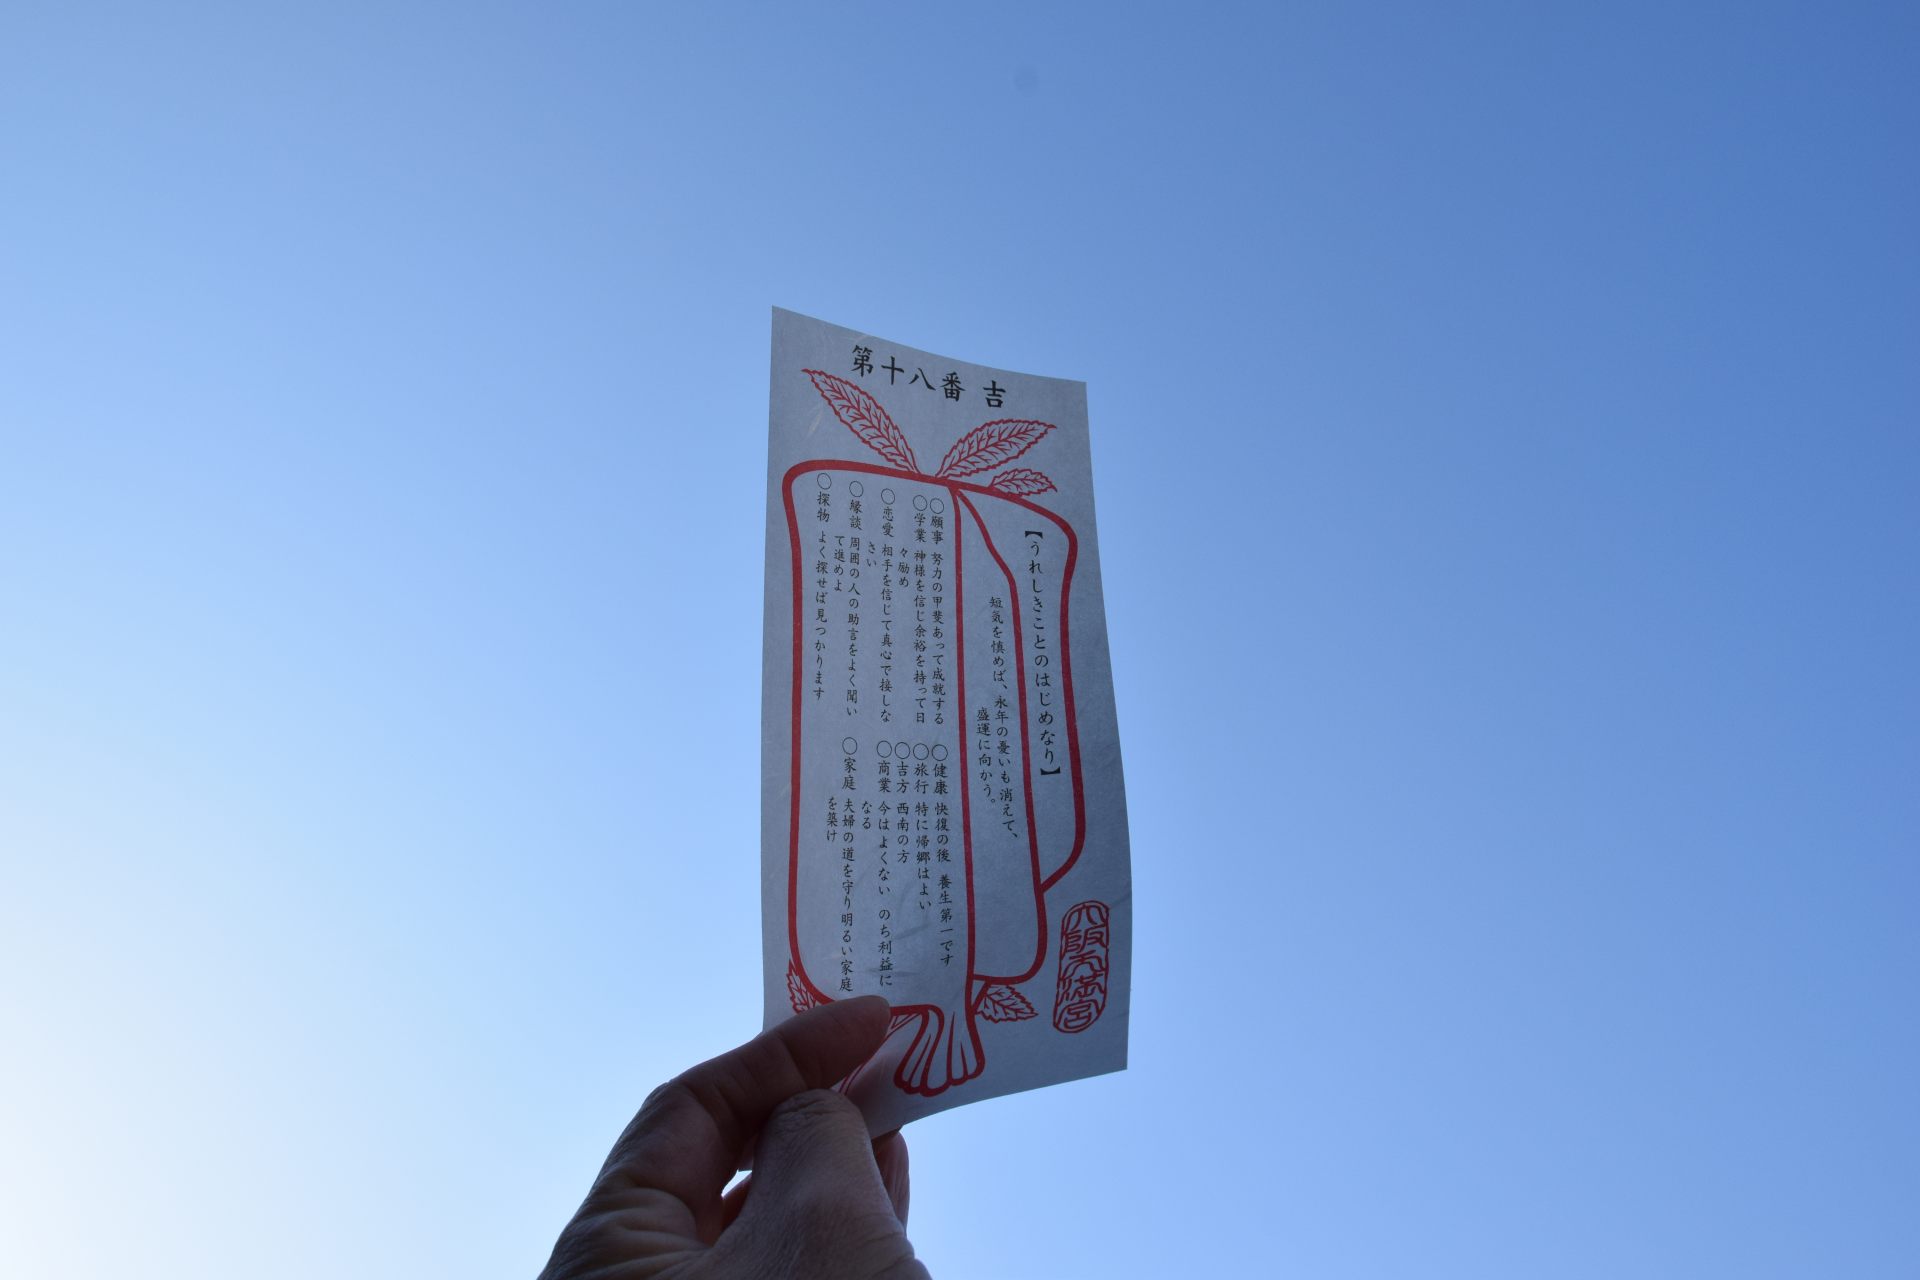 第十八番 吉
【うれしきことのはじめなり】
短気を慎めば、永年の憂いも消えて、
盛運に向かう。
○願事 努力の甲斐あって成就する
○学業 神様を信じ余裕を持って日
々励め
○恋愛 相手を信じて真心で接しな
さい
○縁談 周囲の人の助言をよく聞い
て進めよ
○探物 よく探せば見つかります
○健康 快復の後 養生第一です
○旅行 特に帰郷はよい
○吉方 西南の方
○商業 今はよくない のち利益に
なる
○家庭 夫婦の道を守り明るい家庭
を築け
大阪天満宮